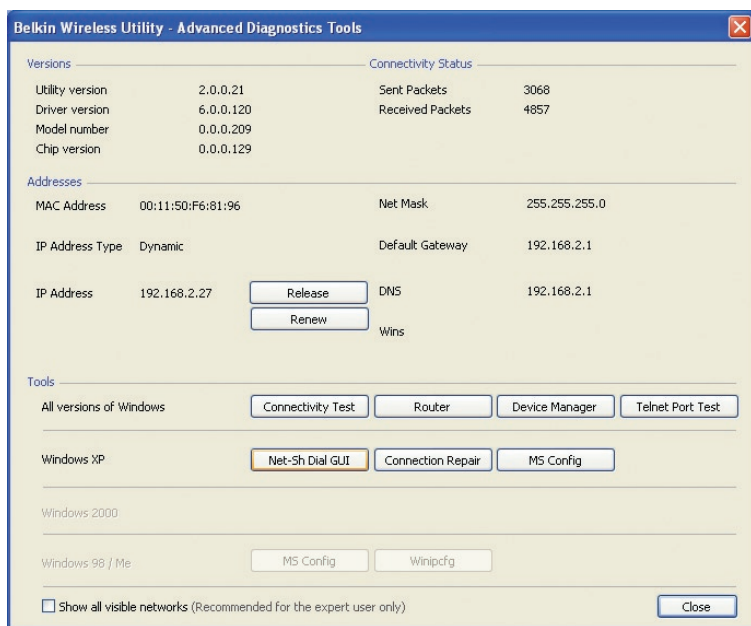 Belkin Wireless Utility - Advanced Diagnostics Tools
Versions
Utility version 2.0.0.21
Driver version 6.0.0.120
Model number 0.0.0.209
Chip version 0.0.0.129
Connectivity Status
Sent Packets 3068
Received Packets 4857
Addresses
MAC Address 00:11:50:F6:81:96
IP Address Type Dynamic
IP Address 192.168.2.27
Release
Renew
Net Mask 255.255.255.0
Default Gateway 192.168.2.1
DNS 192.168.2.1
Wins
Tools
All versions of Windows Connectivity Test Router Device Manager Telnet Port Test
Windows XP Net-Sh Dial GUI Connection Repair MS Config
Windows 2000
Windows 98 / Me MS Config Winipcfg
Show all visible networks (Recommended for the expert user only) Close